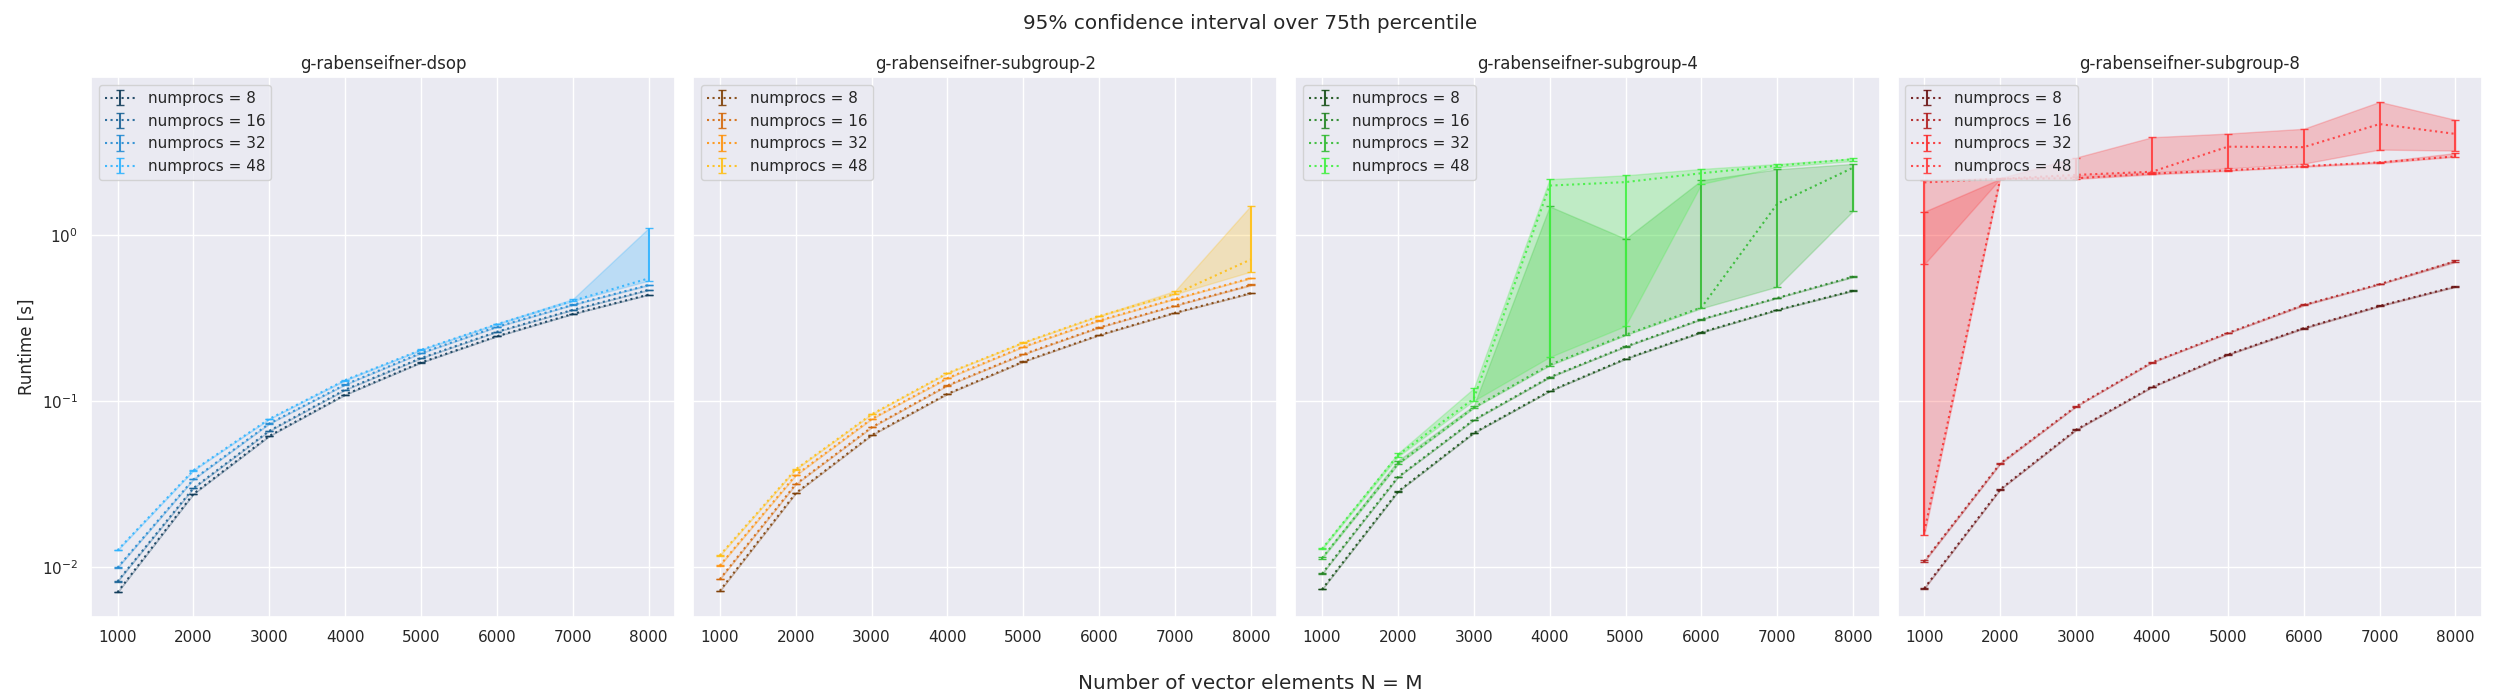 95% confidence interval over 75th percentile
g-rabenseifner-dsop
g-rabenseifner-subgroup-2
g-rabenseifner-subgroup-4
g-rabenseifner-subgroup-8
numprocs = 8
numprocs = 16
numprocs = 32
numprocs = 48
numprocs = 8
numprocs = 16
numprocs = 32
numprocs = 48
numprocs = 8
numprocs = 16
numprocs = 32
numprocs = 48
numprocs = 8
numprocs = 16
numprocs = 32
numprocs = 48
Runtime [s]
10⁰
10⁻¹
10⁻²
1000 2000 3000 4000 5000 6000 7000 8000
1000 2000 3000 4000 5000 6000 7000 8000
1000 2000 3000 4000 5000 6000 7000 8000
1000 2000 3000 4000 5000 6000 7000 8000
Number of vector elements N = M